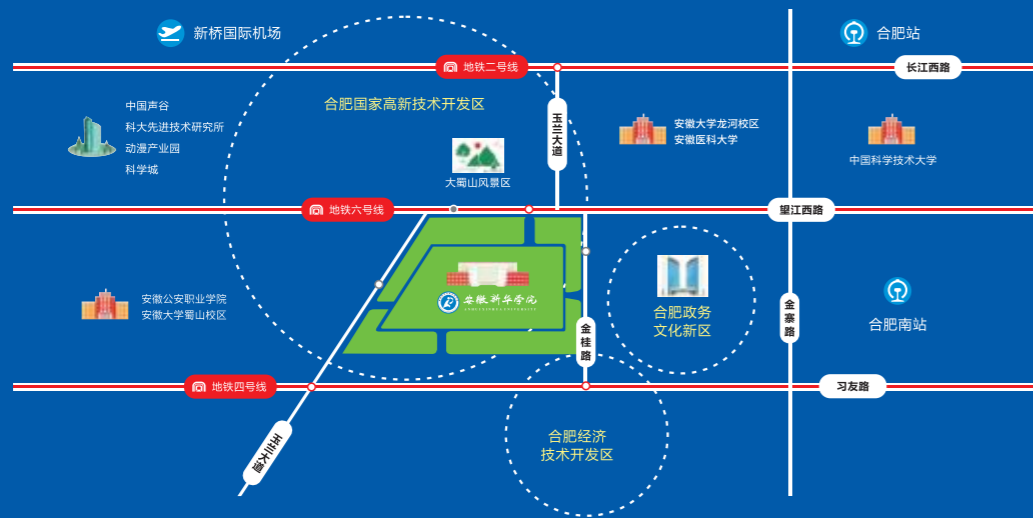 新桥国际机场
合肥站
地铁二号线
长江西路
合肥国家高新技术开发区
中国声谷
科大先进技术研究所
动漫产业园
科学城
玉兰大道
安徽大学龙河校区
安徽医科大学
中国科学技术大学
大蜀山风景区
地铁六号线
望江西路
安徽新华学院
安徽公安职业学院
安徽大学蜀山校区
合肥政务
文化新区
金寨路
合肥南站
金桂路
地铁四号线
习友路
玉兰大道
合肥经济
技术开发区